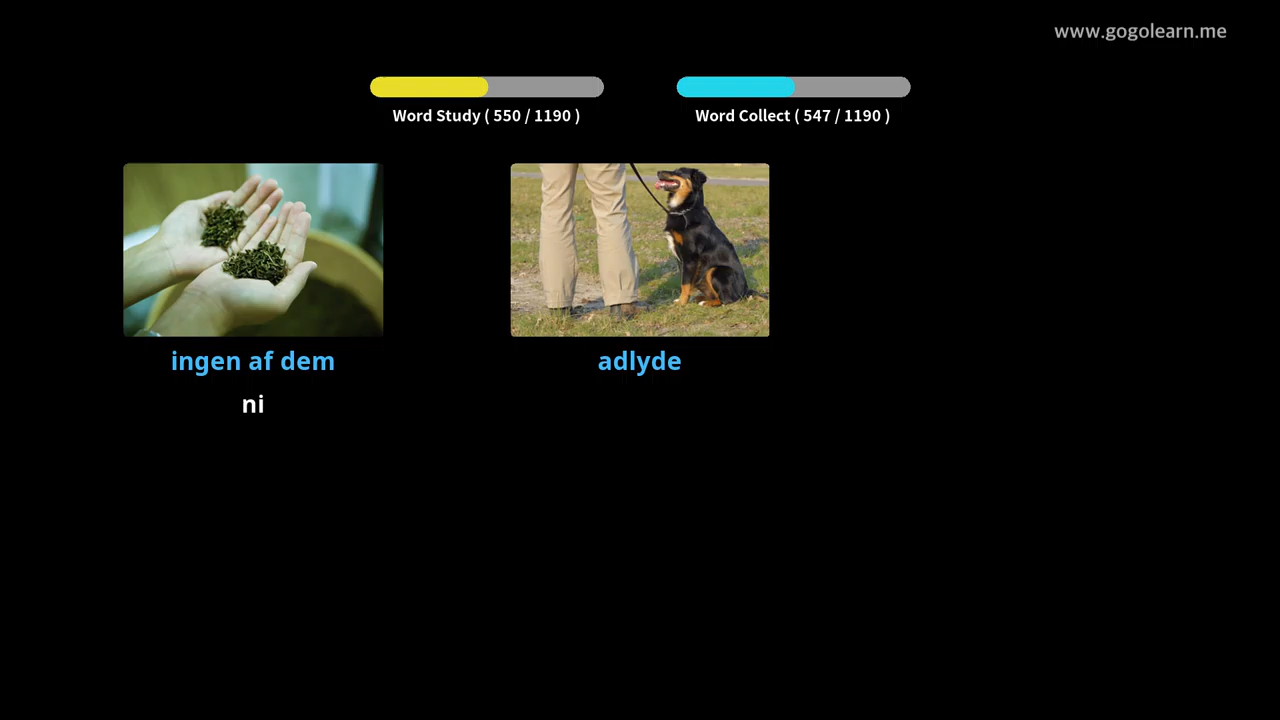 www.gogolearn.me
Word Study ( 550 / 1190 )
Word Collect ( 547 / 1190 )
ingen af dem
adlyde
ni